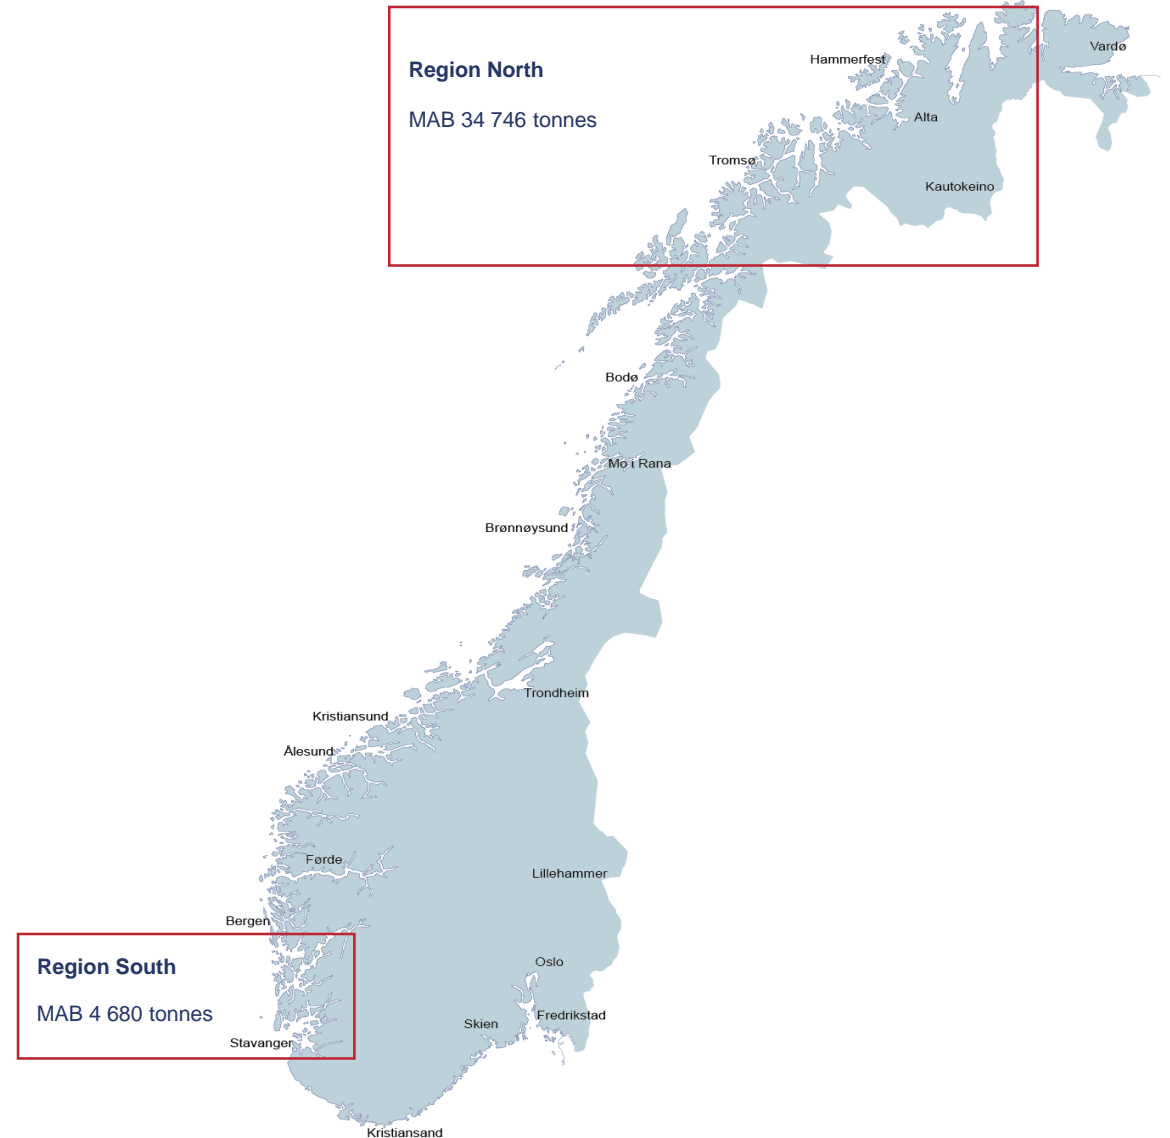 Vardø
Hammerfest
Region North
MAB 34 746 tonnes
Alta
Tromsø
Kautokeino
Bodø
Mo i Rana
Brønnøysund
Trondheim
Kristiansund
Ålesund
Førde
Lillehammer
Bergen
Oslo
Region South
MAB 4 680 tonnes
Fredrikstad
Skien
Stavanger
Kristiansand